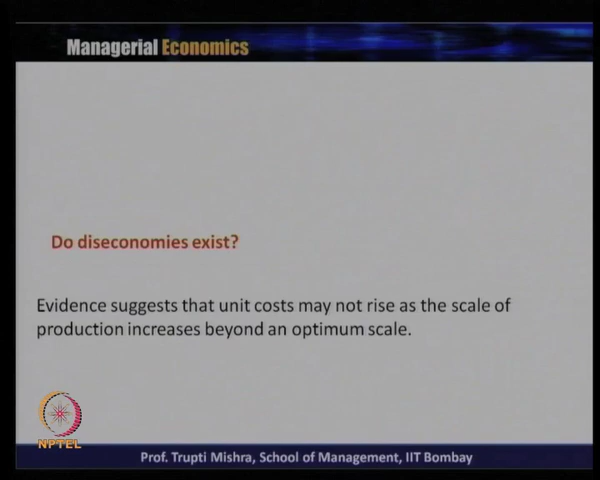 Managerial Economics
Do diseconomies exist?
Evidence suggests that unit costs may not rise as the scale of
production increases beyond an optimum scale.
NPTEL
Prof. Trupti Mishra, School of Management, IIT Bombay